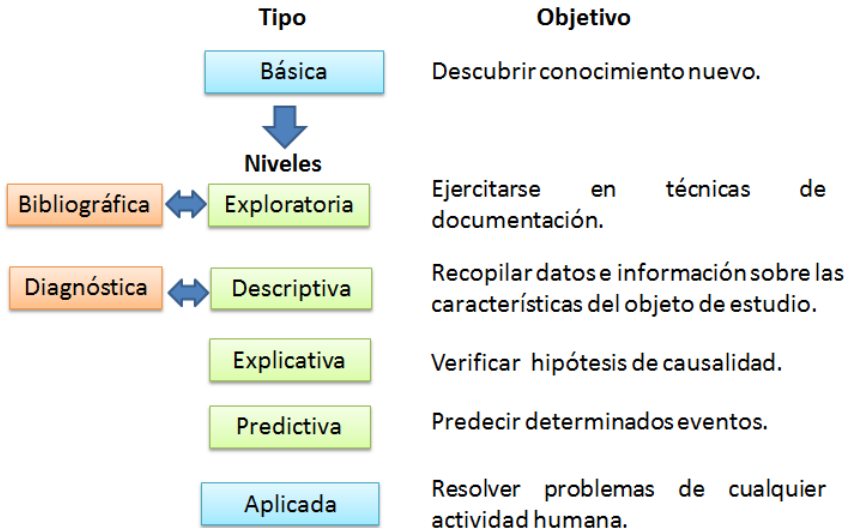 Tipo Objetivo
Básica Descubrir conocimiento nuevo.
Niveles
Bibliográfica Exploratoria Ejercitarse en técnicas de
documentación.
Diagnóstica Descriptiva Recopilar datos e información sobre las
características del objeto de estudio.
Explicativa Verificar hipótesis de causalidad.
Predictiva Predecir determinados eventos.
Aplicada Resolver problemas de cualquier
actividad humana.